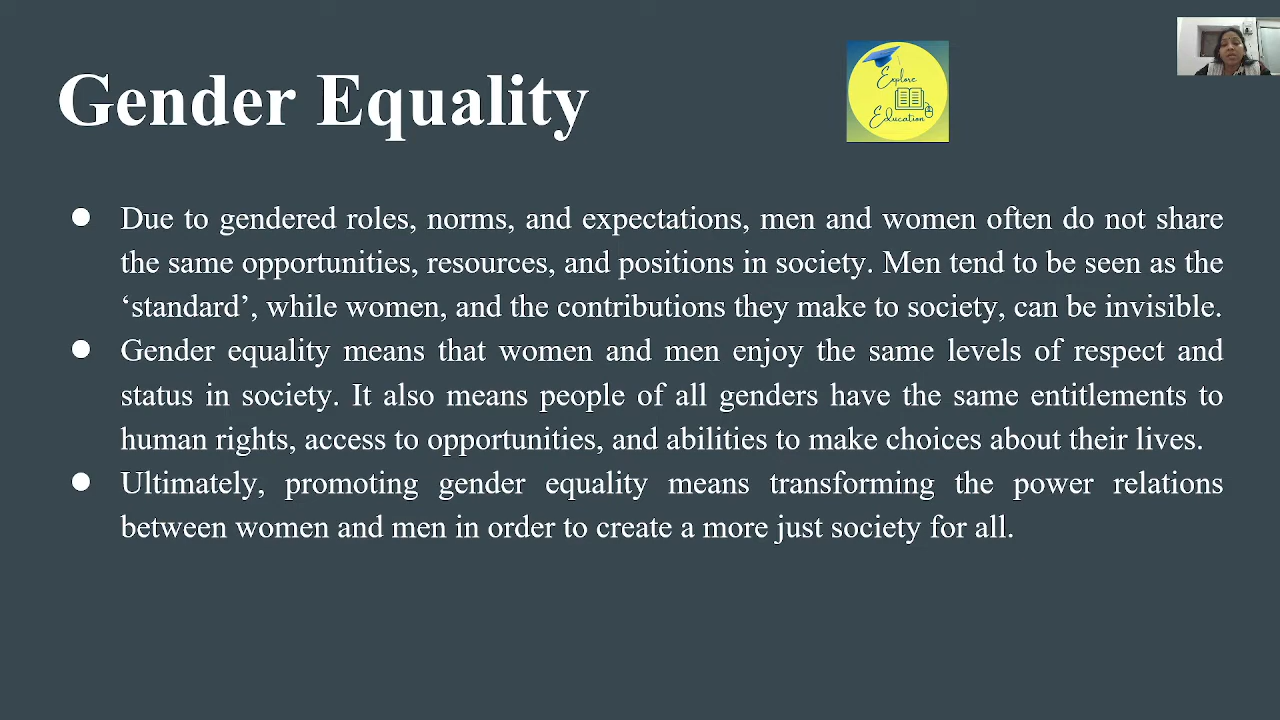 Gender Equality
Explore
Education
● Due to gendered roles, norms, and expectations, men and women often do not share
the same opportunities, resources, and positions in society. Men tend to be seen as the
‘standard’, while women, and the contributions they make to society, can be invisible.
● Gender equality means that women and men enjoy the same levels of respect and
status in society. It also means people of all genders have the same entitlements to
human rights, access to opportunities, and abilities to make choices about their lives.
● Ultimately, promoting gender equality means transforming the power relations
between women and men in order to create a more just society for all.